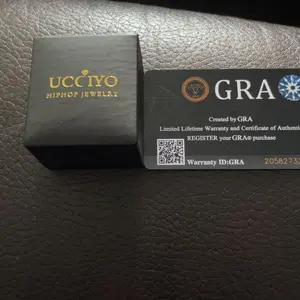 UCCIYO
HIPHOP JEWELRY
GRA
Created by GRA
Limited Lifetime Warranty and Certificate of Authenti
REGISTER your GRA® purchase
Warranty ID:GRA
2058273